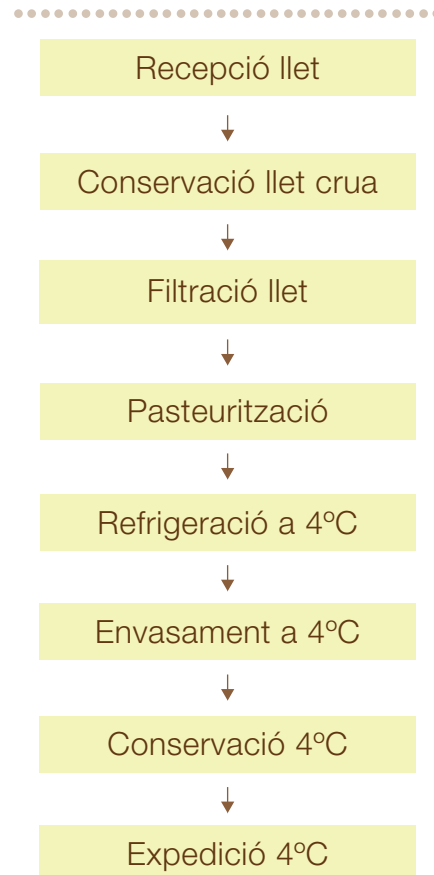 Recepció llet
Conservació llet crua
Filtració llet
Pasteurització
Refrigeració a 4ºC
Envasament a 4ºC
Conservació 4ºC
Expedició 4ºC